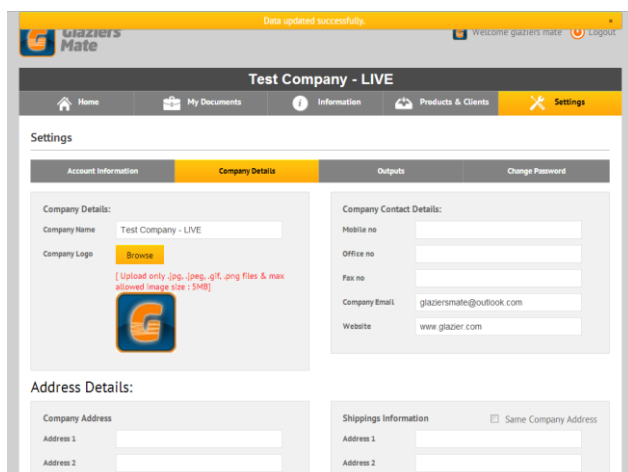 Data updated successfully. ×
Glaziers
Mate
Welcome glaziers mate Logout
Test Company - LIVE
Home My Documents Information Products & Clients Settings
Settings
Account Information Company Details Outputs Change Password
Company Details:
Company Name Test Company - LIVE
Company Logo Browse
[ Upload only .jpg, .jpeg, .gif, .png files & max
allowed image size : 5MB]
Company Contact Details:
Mobile no
Office no
Fax no
Company Email glaziersmate@outlook.com
Website www.glazier.com
Address Details:
Company Address
Address 1
Address 2
Shippings Information Same Company Address
Address 1
Address 2